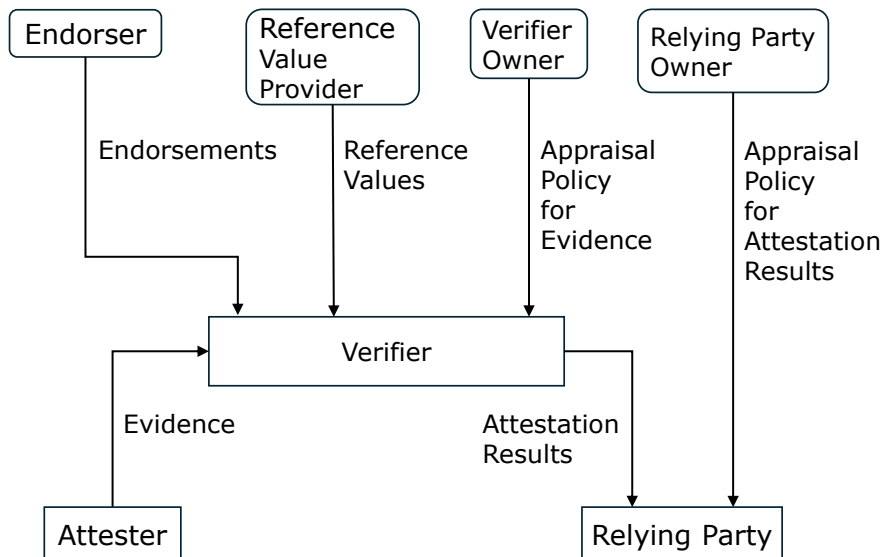 Endorser
Reference
Value
Provider
Verifier
Owner
Relying Party
Owner
Endorsements
Reference
Values
Appraisal
Policy
for
Evidence
Appraisal
Policy
for
Attestation
Results
Verifier
Evidence
Attestation
Results
Attester
Relying Party